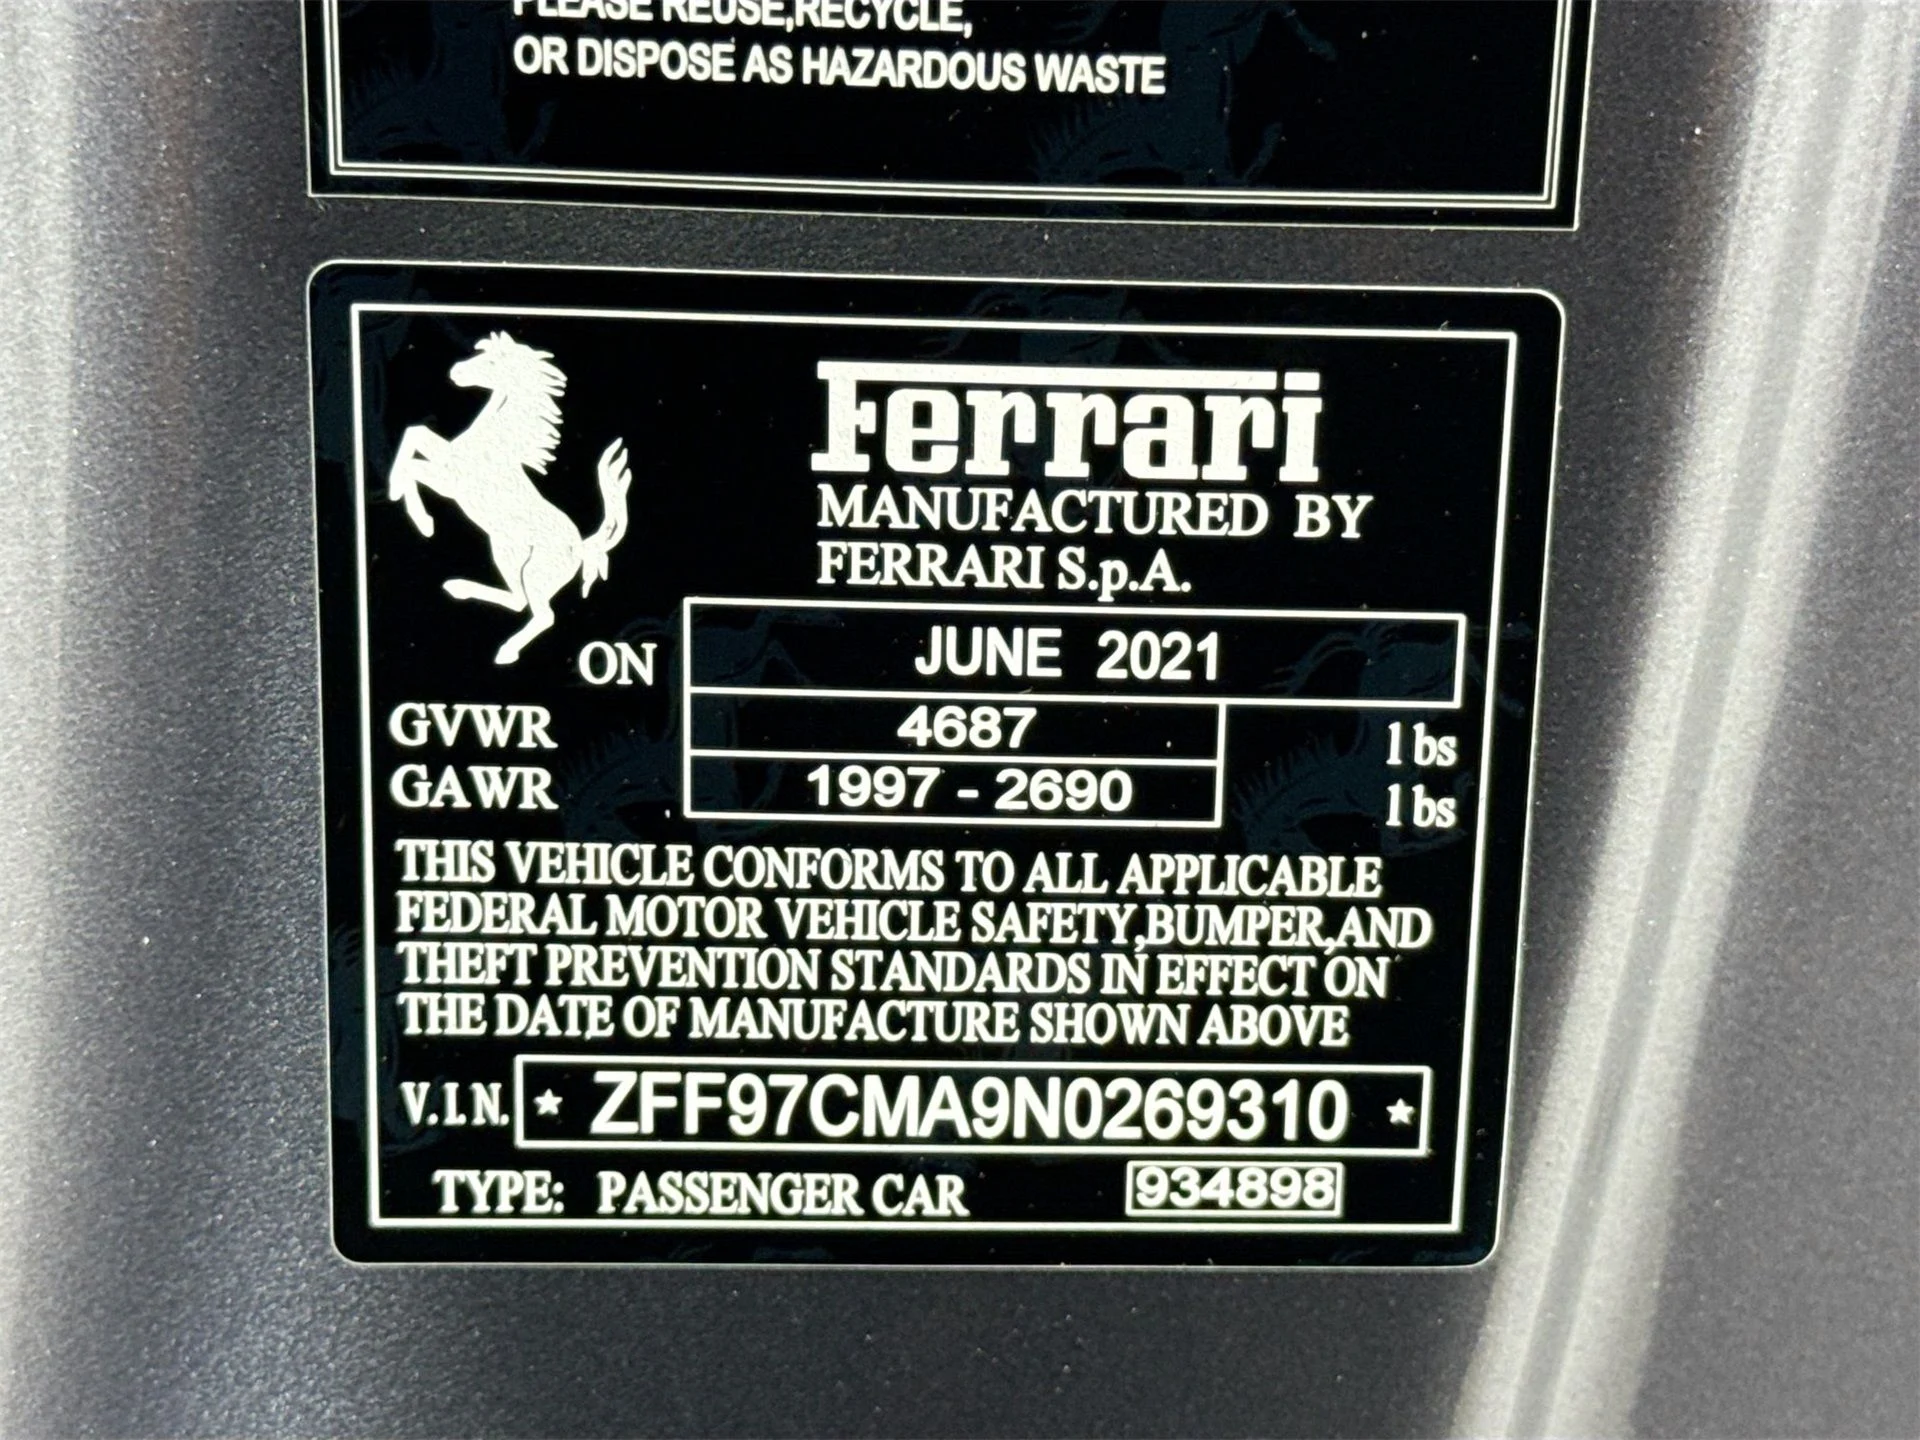 PLEASE REUSE,RECYCLE,
OR DISPOSE AS HAZARDOUS WASTE
Ferrari
MANUFACTURED BY
FERRARI S.p.A.
ON JUNE 2021
GVWR 4687 lbs
GAWR 1997 - 2690 lbs
THIS VEHICLE CONFORMS TO ALL APPLICABLE
FEDERAL MOTOR VEHICLE SAFETY,BUMPER,AND
THEFT PREVENTION STANDARDS IN EFFECT ON
THE DATE OF MANUFACTURE SHOWN ABOVE
V.I.N. ★ ZFF97CMA9N0269310 ★
TYPE: PASSENGER CAR 934898